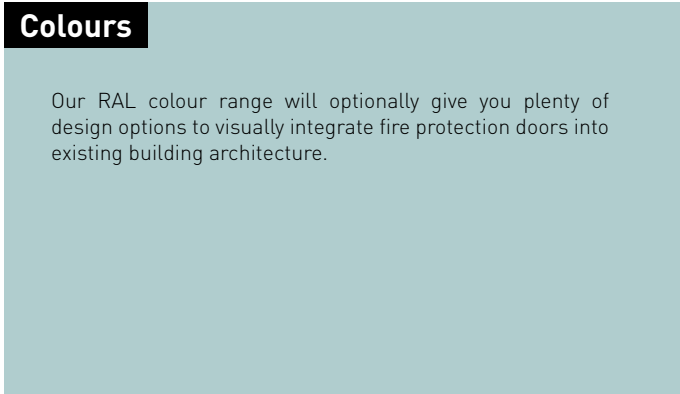 Colours
Our RAL colour range will optionally give you plenty of
design options to visually integrate fire protection doors into
existing building architecture.